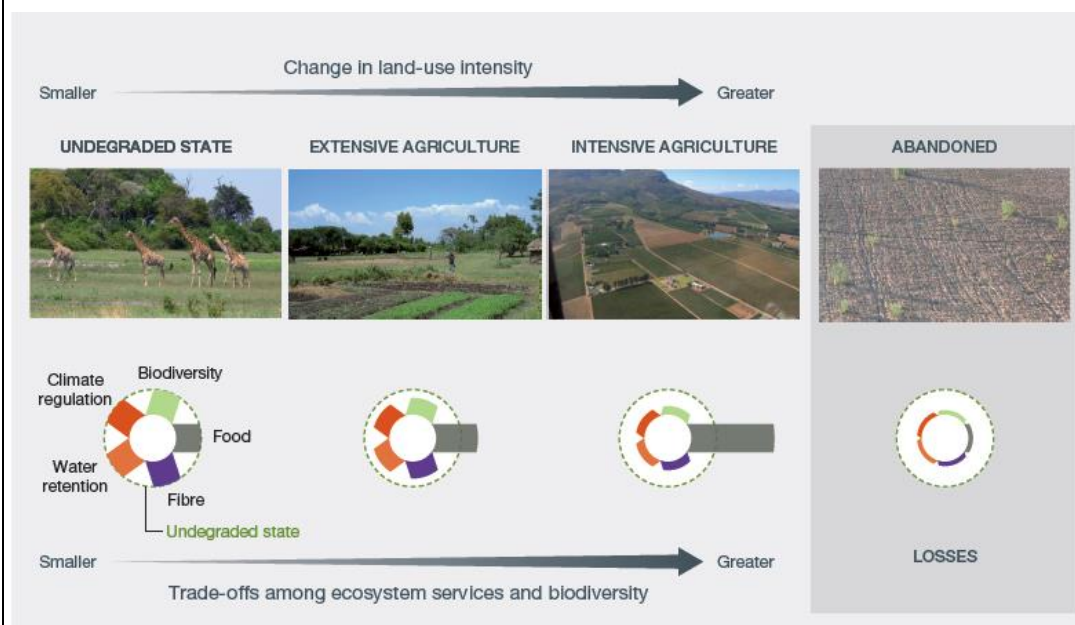 Change in land-use intensity
Smaller
Greater
UNDEGRADED STATE
EXTENSIVE AGRICULTURE
INTENSIVE AGRICULTURE
ABANDONED
Climate
regulation
Biodiversity
Food
Water
retention
Fibre
Undegraded state
Smaller
Greater
LOSSES
Trade-offs among ecosystem services and biodiversity